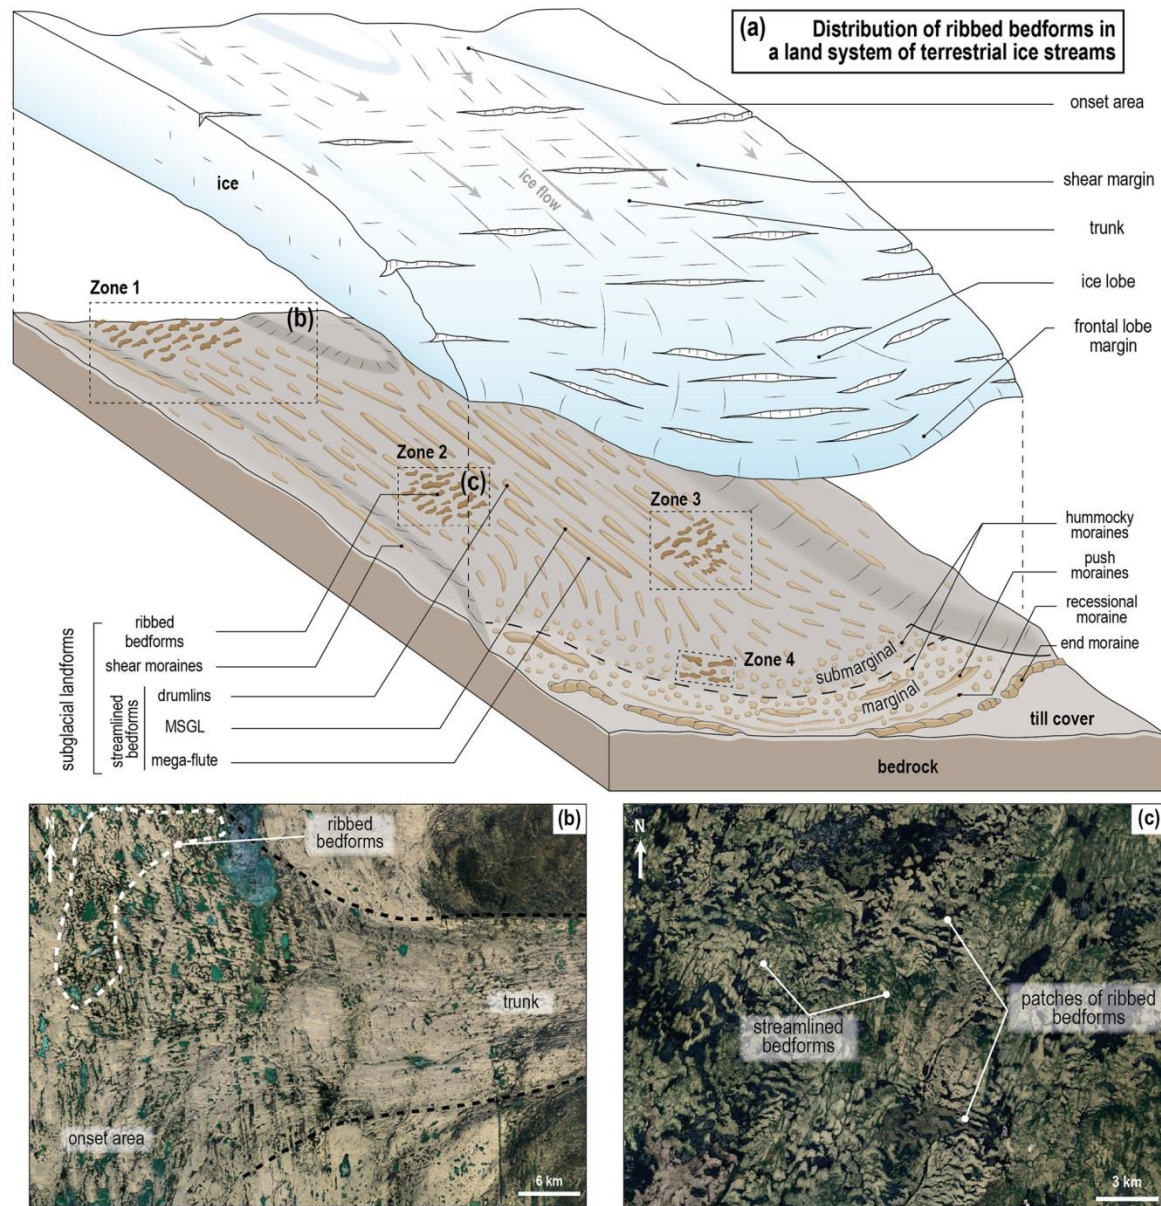 (a) Distribution of ribbed bedforms in
a land system of terrestrial ice streams
onset area
shear margin
trunk
ice lobe
frontal lobe
margin
ice
ice flow
Zone 1
(b)
Zone 2
(c)
Zone 3
Zone 4
hummocky
moraines
push
moraines
recessional
moraine
end moraine
submarginal
marginal
till cover
bedrock
subglacial landforms
ribbed
bedforms
shear moraines
streamlined
bedforms
drumlins
MSGL
mega-flute
(b)
N
ribbed
bedforms
trunk
onset area
6 km
(c)
N
streamlined
bedforms
patches of ribbed
bedforms
3 km